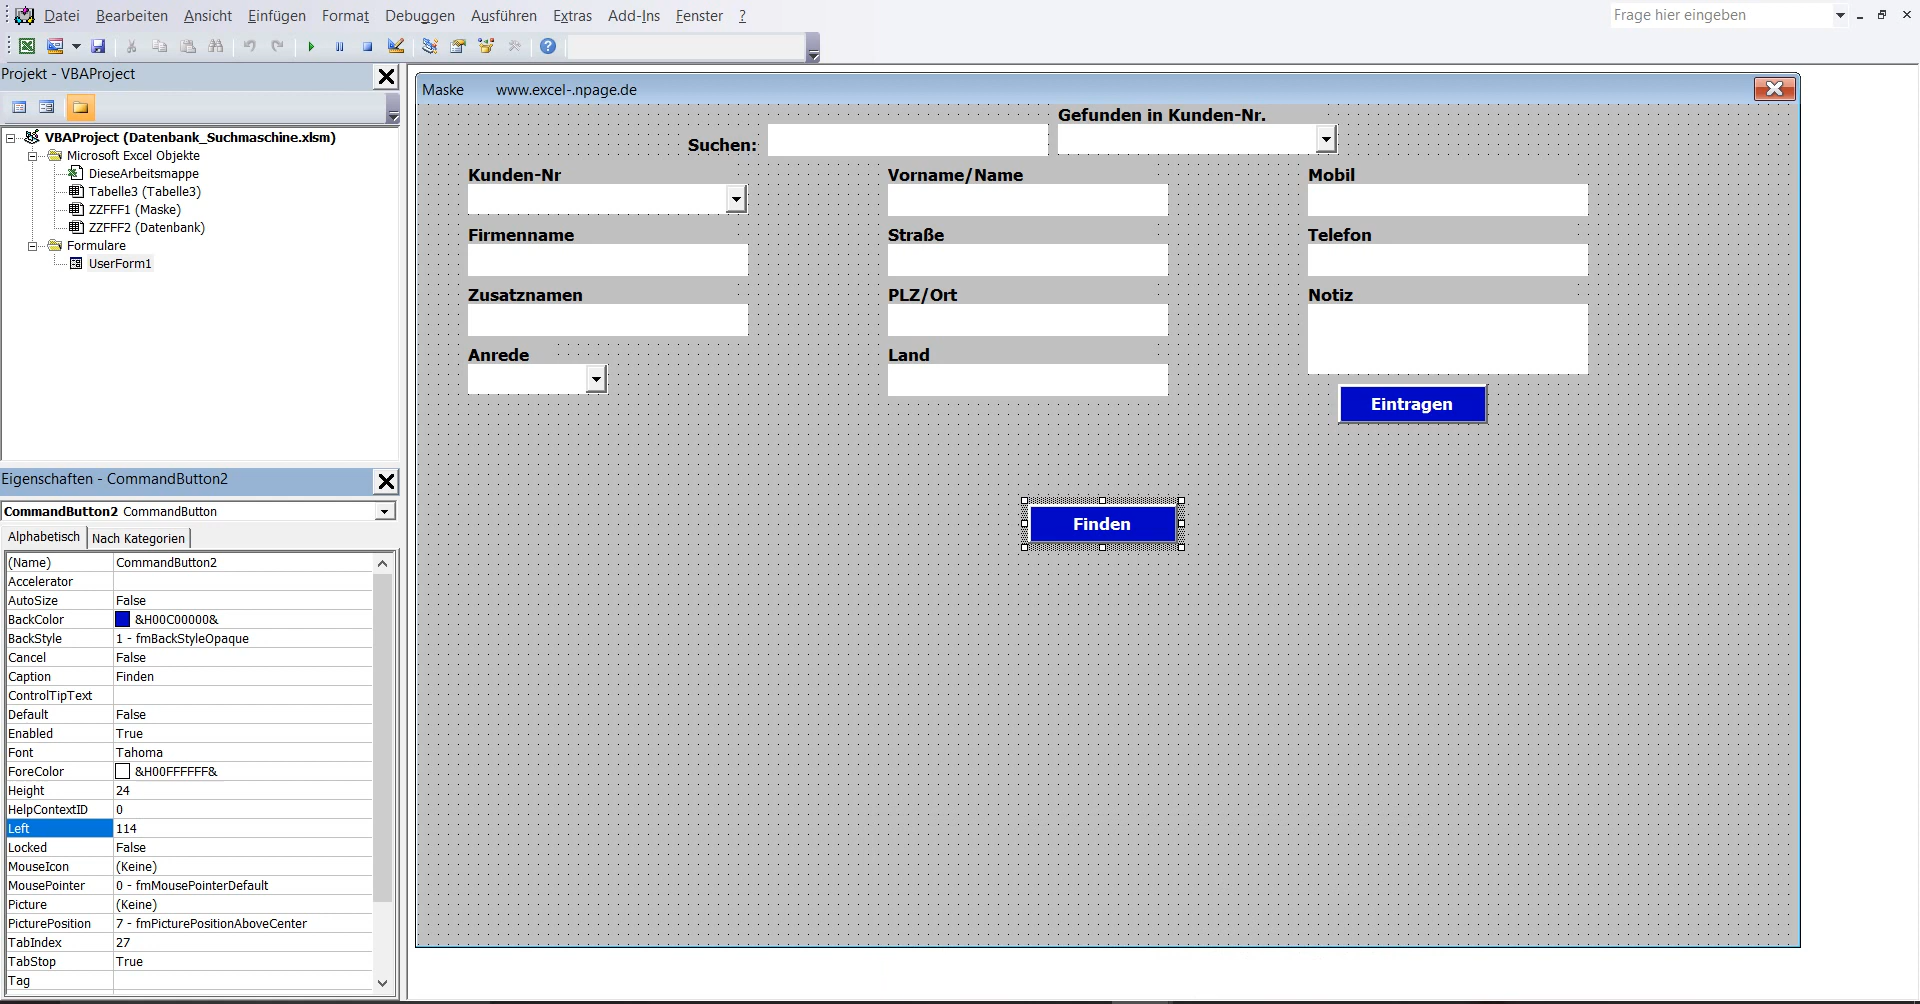 Datei Bearbeiten Ansicht Einfügen Format Debuggen Ausführen Extras Add-Ins Fenster ?
Frage hier eingeben
Projekt - VBAProject
VBAProject (Datenbank_Suchmaschine.xlsm)
Microsoft Excel Objekte
DieseArbeitsmappe
Tabelle3 (Tabelle3)
ZZFFF1 (Maske)
ZZFFF2 (Datenbank)
Formulare
UserForm1
Eigenschaften - CommandButton2
CommandButton2 CommandButton
Alphabetisch Nach Kategorien
(Name) CommandButton2
Accelerator
AutoSize False
BackColor &H00C00000&
BackStyle 1 - fmBackStyleOpaque
Cancel False
Caption Finden
ControlTipText
Default False
Enabled True
Font Tahoma
ForeColor &H00FFFFFF&
Height 24
HelpContextID 0
Left 114
Locked False
MouseIcon (Keine)
MousePointer 0 - fmMousePointerDefault
Picture (Keine)
PicturePosition 7 - fmPicturePositionAboveCenter
TabIndex 27
TabStop True
Tag
Maske www.excel-.npage.de
Gefunden in Kunden-Nr.
Suchen:
Kunden-Nr Vorname/Name Mobil
Firmenname Straße Telefon
Zusatznamen PLZ/Ort Notiz
Anrede Land
Eintragen
Finden